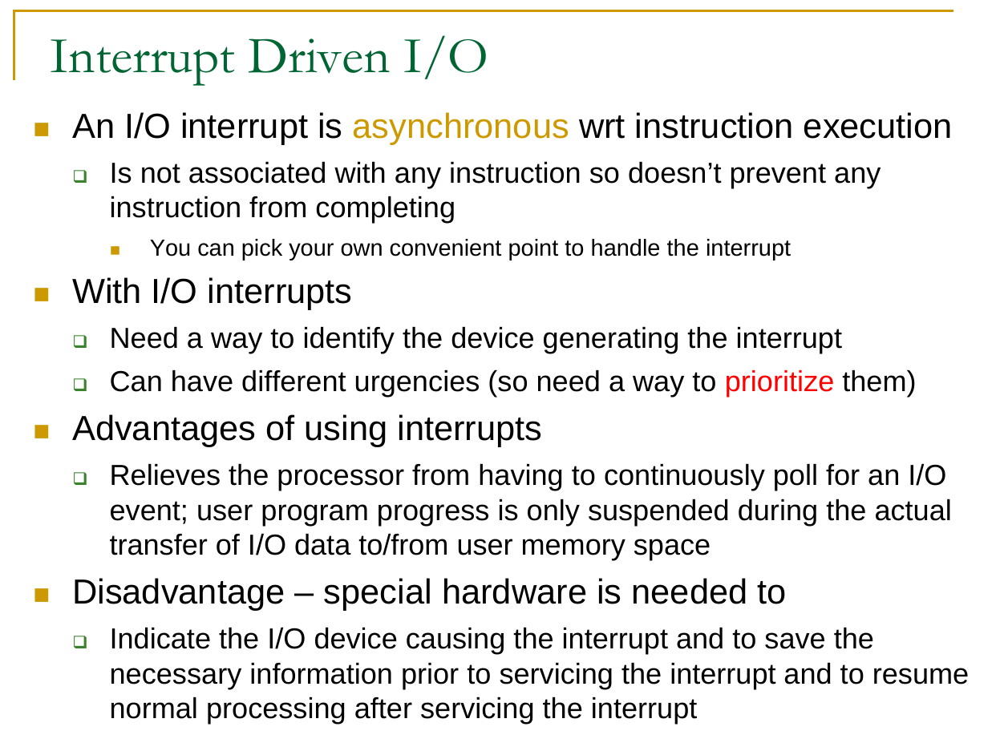 Interrupt Driven I/O
An I/O interrupt is asynchronous wrt instruction execution
Is not associated with any instruction so doesn’t prevent any
instruction from completing
You can pick your own convenient point to handle the interrupt
With I/O interrupts
Need a way to identify the device generating the interrupt
Can have different urgencies (so need a way to prioritize them)
Advantages of using interrupts
Relieves the processor from having to continuously poll for an I/O
event; user program progress is only suspended during the actual
transfer of I/O data to/from user memory space
Disadvantage – special hardware is needed to
Indicate the I/O device causing the interrupt and to save the
necessary information prior to servicing the interrupt and to resume
normal processing after servicing the interrupt